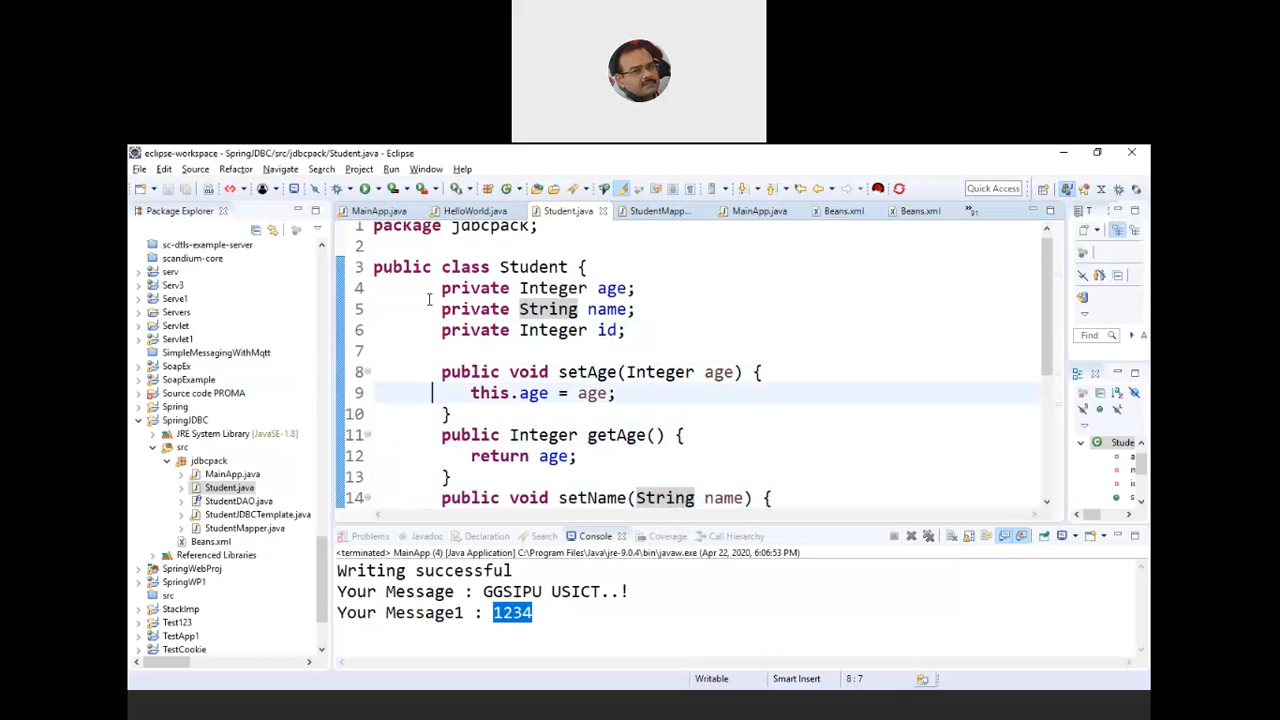 eclipse-workspace - SpringJDBC/src/jdbcpack/Student.java - Eclipse
File Edit Source Refactor Navigate Search Project Run Window Help
Quick Access
Package Explorer
sc-dtls-example-server
scandium-core
serv
Serv3
Serve1
Servers
Servlet
Servlet1
SimpleMessagingWithMqtt
SoapEx
SoapExample
Source code PROMA
Spring
SpringJDBC
JRE System Library [JavaSE-1.8]
src
jdbcpack
MainApp.java
Student.java
StudentDAO.java
StudentJDBCTemplate.java
StudentMapper.java
Beans.xml
Referenced Libraries
SpringWebProj
SpringWP1
src
StackImp
Test123
TestApp1
TestCookie
MainApp.java HelloWorld.java Student.java StudentMapp... MainApp.java Beans.xml Beans.xml
1 package jdbcpack;
2
3 public class Student {
4 private Integer age;
5 private String name;
6 private Integer id;
7
8 public void setAge(Integer age) {
9 this.age = age;
10 }
11 public Integer getAge() {
12 return age;
13 }
14 public void setName(String name) {
T
Find
A
Stude
Problems Javadoc Declaration Search Console Coverage Call Hierarchy
<terminated> MainApp (4) [Java Application] C:\Program Files\Java\jre-9.0.4\bin\javaw.exe (Apr 22, 2020, 6:06:53 PM)
Writing successful
Your Message : GGSIPU USICT..!
Your Message1 : 1234
Writable Smart Insert 8 : 7